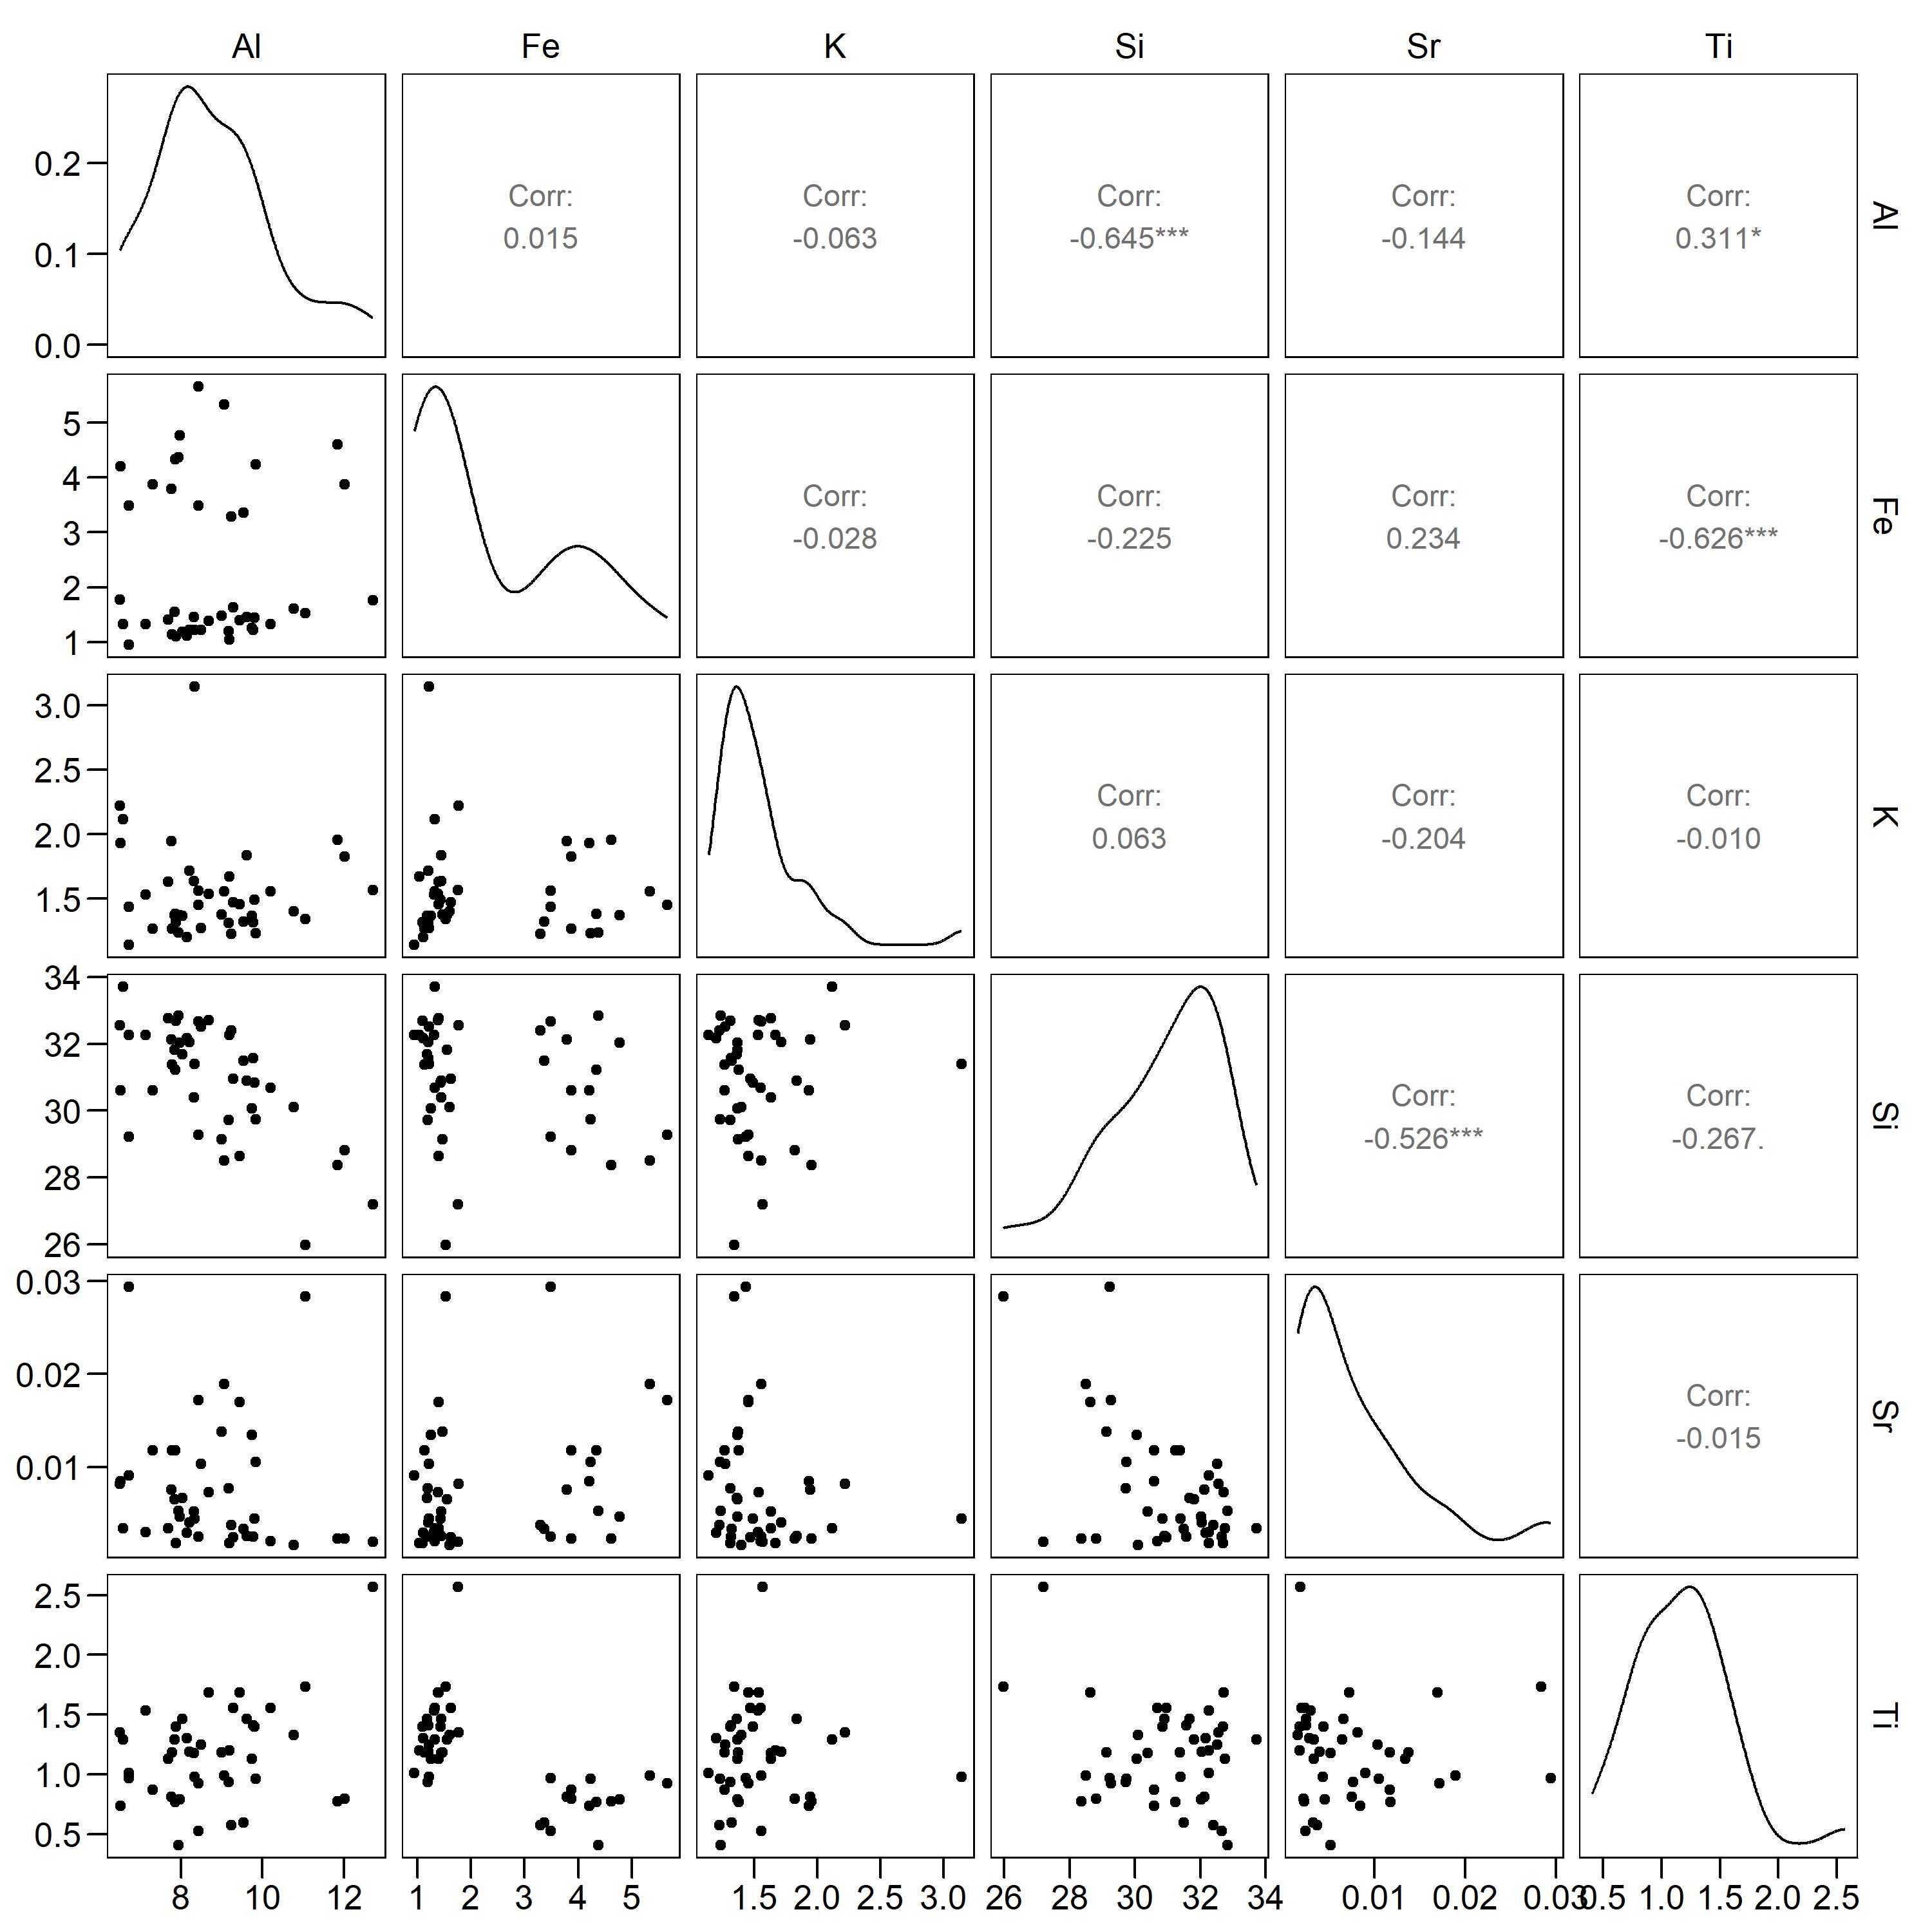 Al Fe K Si Sr Ti
0.2
0.1
0.0
Corr:
0.015
Corr:
-0.063
Corr:
-0.645***
Corr:
-0.144
Corr:
0.311*
Al
5
4
3
2
1
Corr:
-0.028
Corr:
-0.225
Corr:
0.234
Corr:
-0.626***
Fe
3.0
2.5
2.0
1.5
Corr:
0.063
Corr:
-0.204
Corr:
-0.010
K
34
32
30
28
26
Corr:
-0.526***
Corr:
-0.267.
Si
0.03
0.02
0.01
Corr:
-0.015
Sr
2.5
2.0
1.5
1.0
0.5
Ti
8 10 12 1 2 3 4 5 1.5 2.0 2.5 3.0 26 28 30 32 34 0.01 0.02 0.03 0.5 1.0 1.5 2.0 2.5